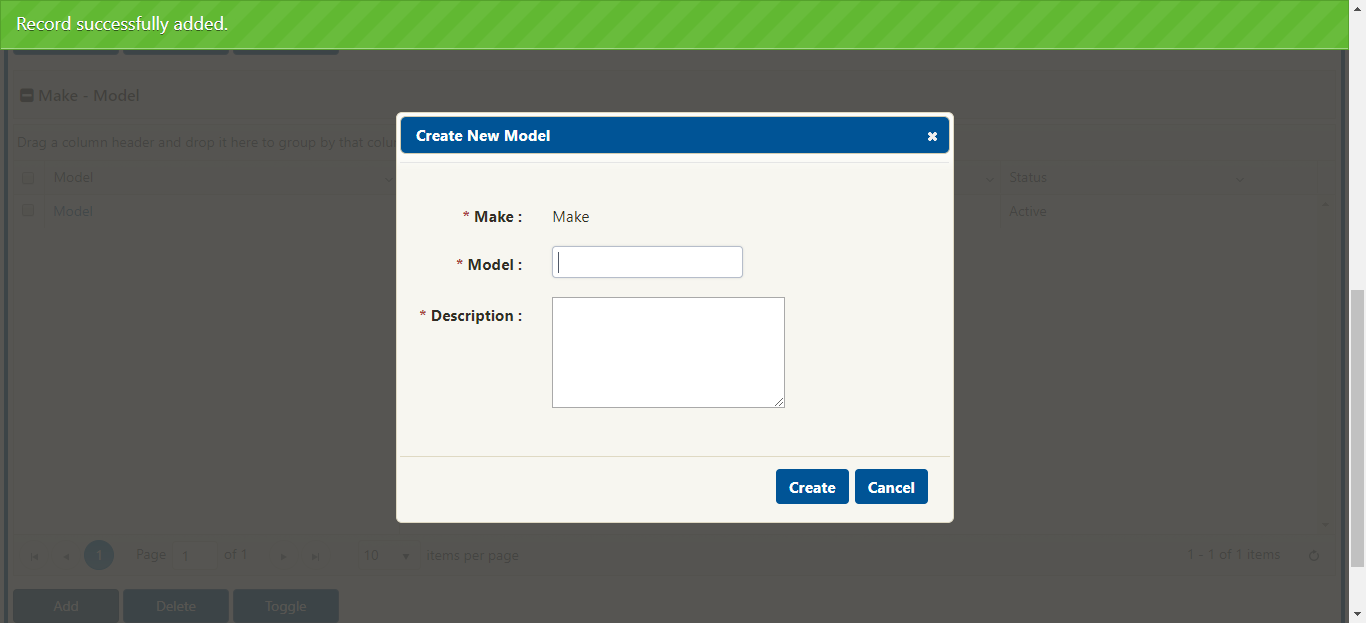 Record successfully added.
Make - Model
Drag a column header and drop it here to group by that colu
Model
Status
Model
Active
Create New Model
* Make : Make
* Model :
* Description :
Create Cancel
1 Page 1 of 1 10 items per page 1 - 1 of 1 items
Add Delete Toggle